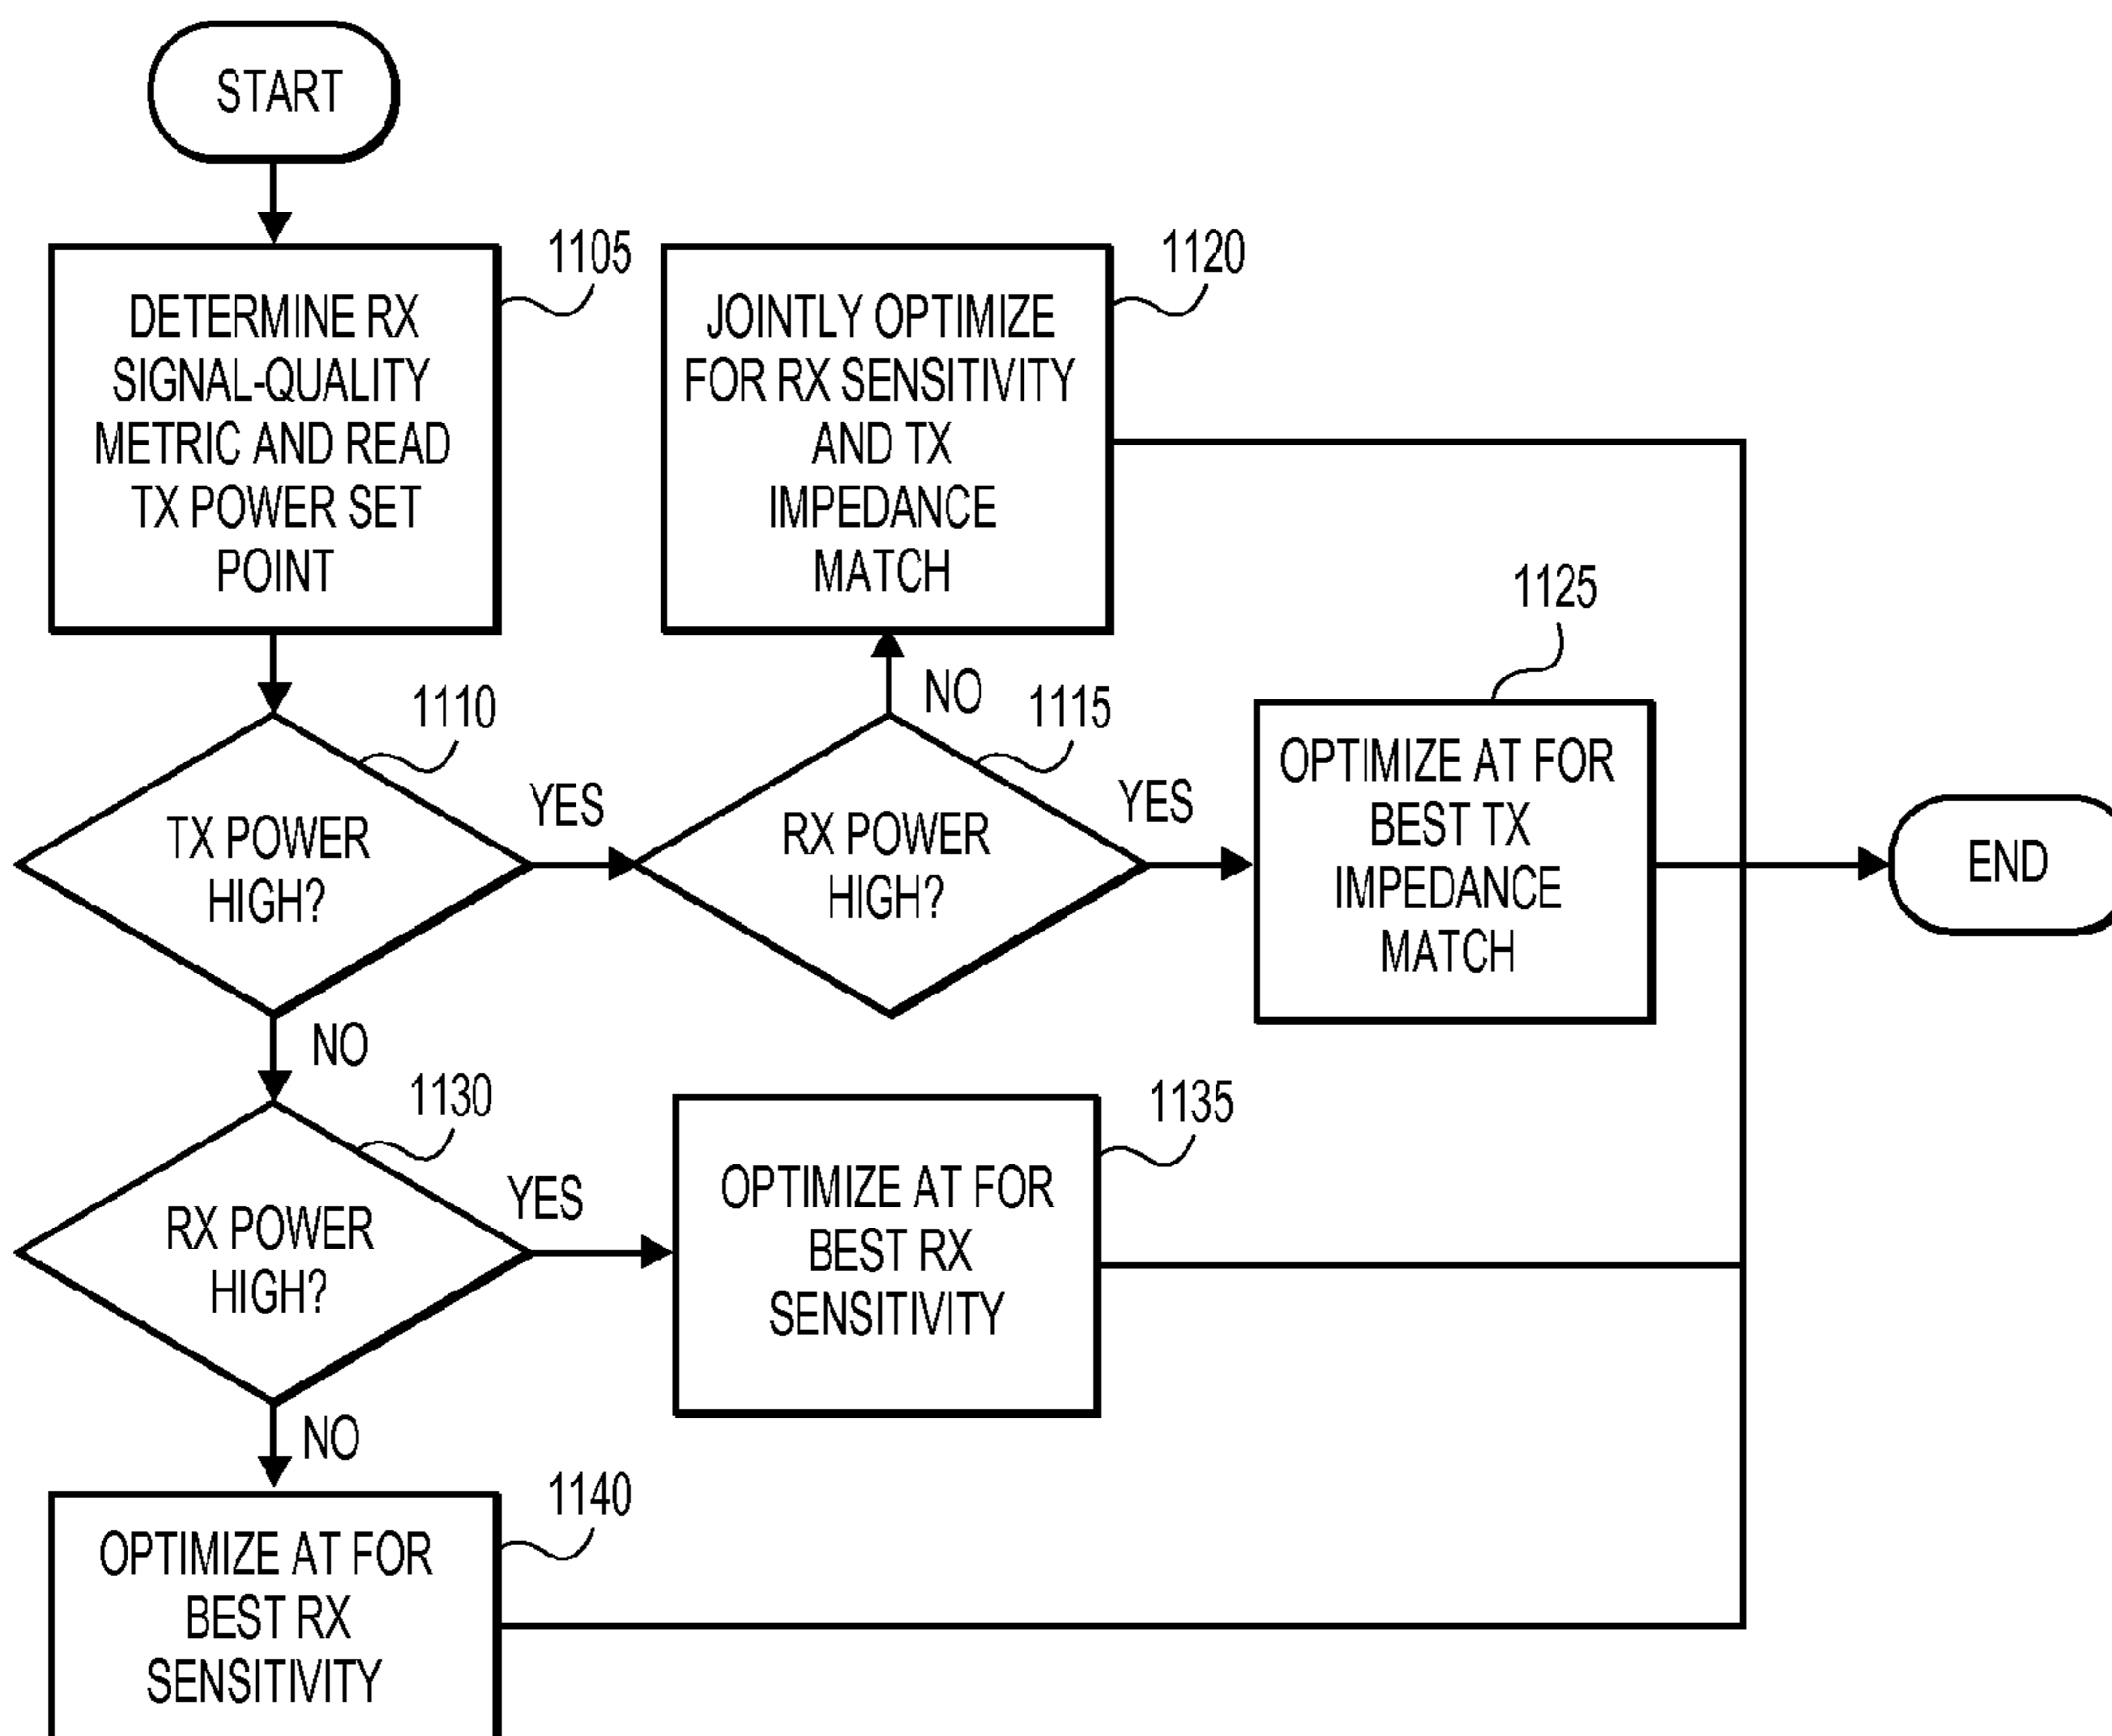 START
1105
DETERMINE RX
SIGNAL-QUALITY
METRIC AND READ
TX POWER SET
POINT
1120
JOINTLY OPTIMIZE
FOR RX SENSITIVITY
AND TX
IMPEDANCE
MATCH
1110
TX POWER
HIGH?
YES
NO
1115
RX POWER
HIGH?
NO
YES
1125
OPTIMIZE AT FOR
BEST TX
IMPEDANCE
MATCH
END
1130
RX POWER
HIGH?
YES
NO
1135
OPTIMIZE AT FOR
BEST RX
SENSITIVITY
1140
OPTIMIZE AT FOR
BEST RX
SENSITIVITY